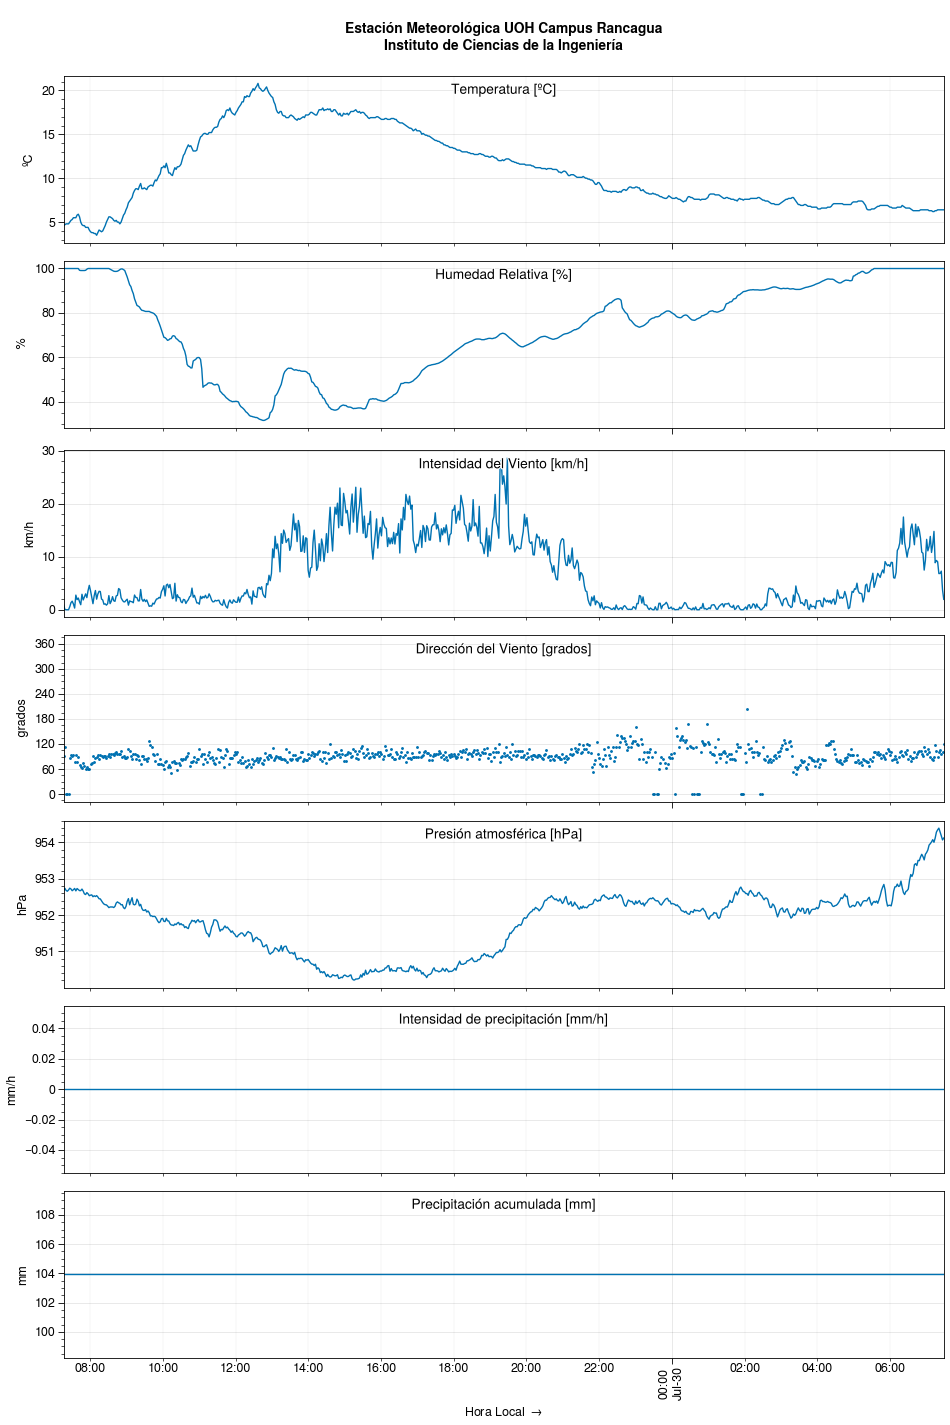 Estación Meteorológica UOH Campus Rancagua
Instituto de Ciencias de la Ingeniería
Temperatura [ºC]
ºC
20
15
10
5
Humedad Relativa [%]
%
100
80
60
40
Intensidad del Viento [km/h]
km/h
30
20
10
0
Dirección del Viento [grados]
grados
360
300
240
180
120
60
0
Presión atmosférica [hPa]
hPa
954
953
952
951
Intensidad de precipitación [mm/h]
mm/h
0.04
0.02
0
−0.02
−0.04
Precipitación acumulada [mm]
mm
108
106
104
102
100
08:00 10:00 12:00 14:00 16:00 18:00 20:00 22:00 00:00 02:00 04:00 06:00
Jul-30
Hora Local →